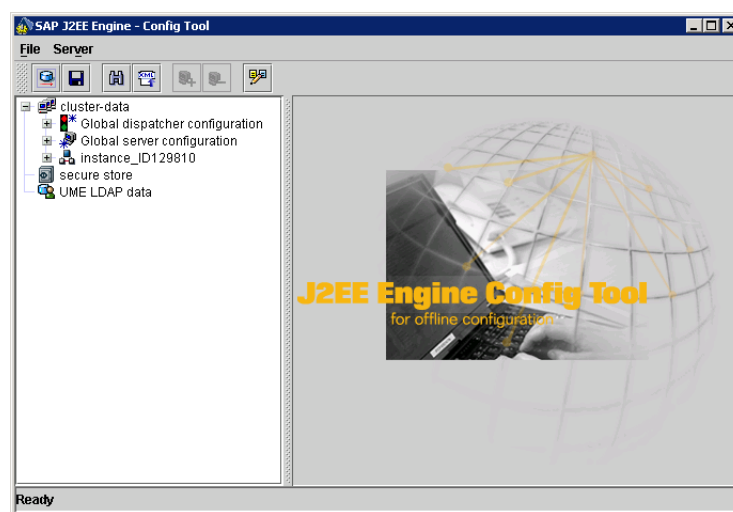 SAP J2EE Engine - Config Tool
File Server
XML
cluster-data
Global dispatcher configuration
Global server configuration
instance_ID129810
secure store
UME LDAP data
J2EE Engine Config Tool
for offline configuration
Ready